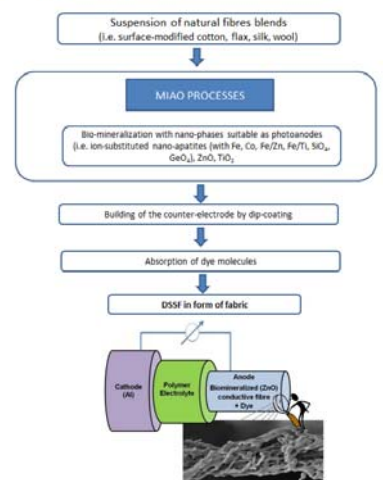 Suspension of natural fibres blends
(i.e. surface-modified cotton, flax, silk, wool)
MIAO PROCESSES
Bio-mineralization with nano-phases suitable as photoanodes
(i.e. ion-substituted nano-apatites (with Fe, Co, Fe/Zn, Fe/Ti, SiO₄,
GeO₄), ZnO, TiO₂
Building of the counter-electrode by dip-coating
Absorption of dye molecules
DSSF in form of fabric
Cathode
(Al)
Polymer
Electrolyte
Anode
Biomineralized (ZnO)
conductive fibre
+ Dye